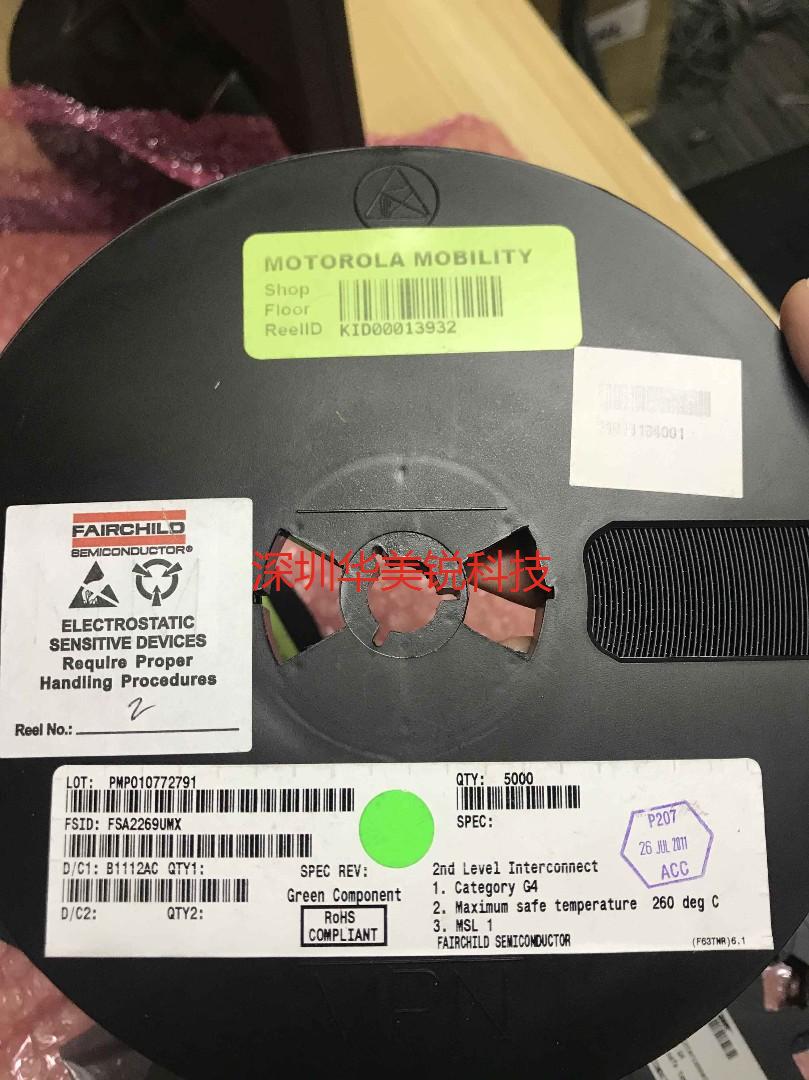 MOTOROLA MOBILITY
Shop
Floor
ReelID KID00013932
FAIRCHILD
SEMICONDUCTOR®
ELECTROSTATIC
SENSITIVE DEVICES
Require Proper
Handling Procedures
2
Reel No.:
深圳华美锐科技
LOT: PMP010772791
QTY: 5000
FSID: FSA2269UMX
SPEC:
D/C1: B1112AC QTY1:
SPEC REV:
D/C2: QTY2:
Green Component
RoHS
COMPLIANT
2nd Level Interconnect
1. Category G4
2. Maximum safe temperature 260 deg C
3. MSL 1
FAIRCHILD SEMICONDUCTOR
(F63TNR)6.1
P207
26 JUL 2011
ACC